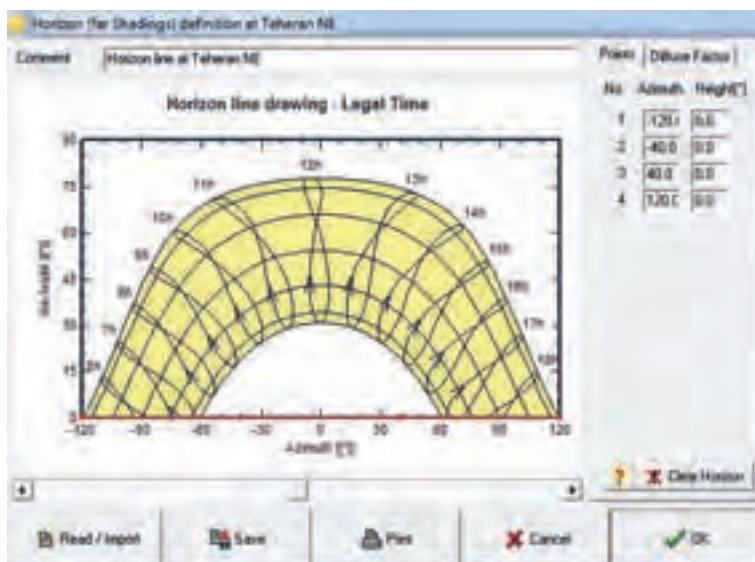 Horizon (far Shadings) definition at Teheran NE
Comment Horizon line at Teheran NE
Points Diffuse Factor
No Azimuth Height[°]
1 -120.0 0.0
2 -40.0 0.0
3 40.0 0.0
4 120.0 0.0
Horizon line drawing - Legal Time
90
75
60
45
30
15
0
Sun height [[°]]
7h
8h
9h
10h
11h
12h
13h
14h
15h
16h
17h
18h
-120 -90 -60 -30 0 30 60 90 120
Azimuth [[°]]
? Clear Horizon
Read / Import Save Print Cancel OK